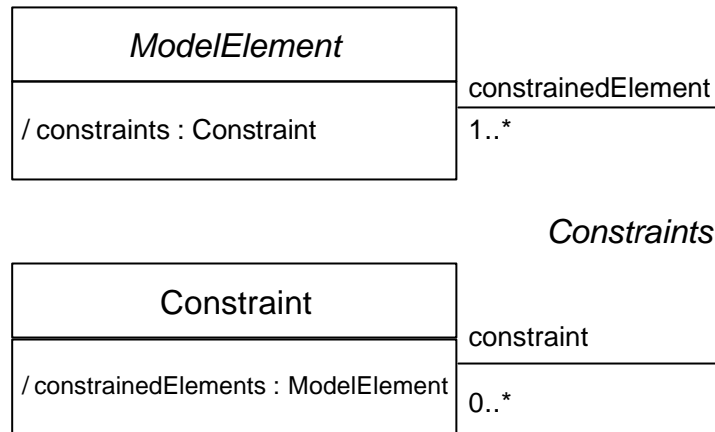 ModelElement
constrainedElement
/ constraints : Constraint
1..*
Constraints
Constraint
constraint
/ constrainedElements : ModelElement
0..*